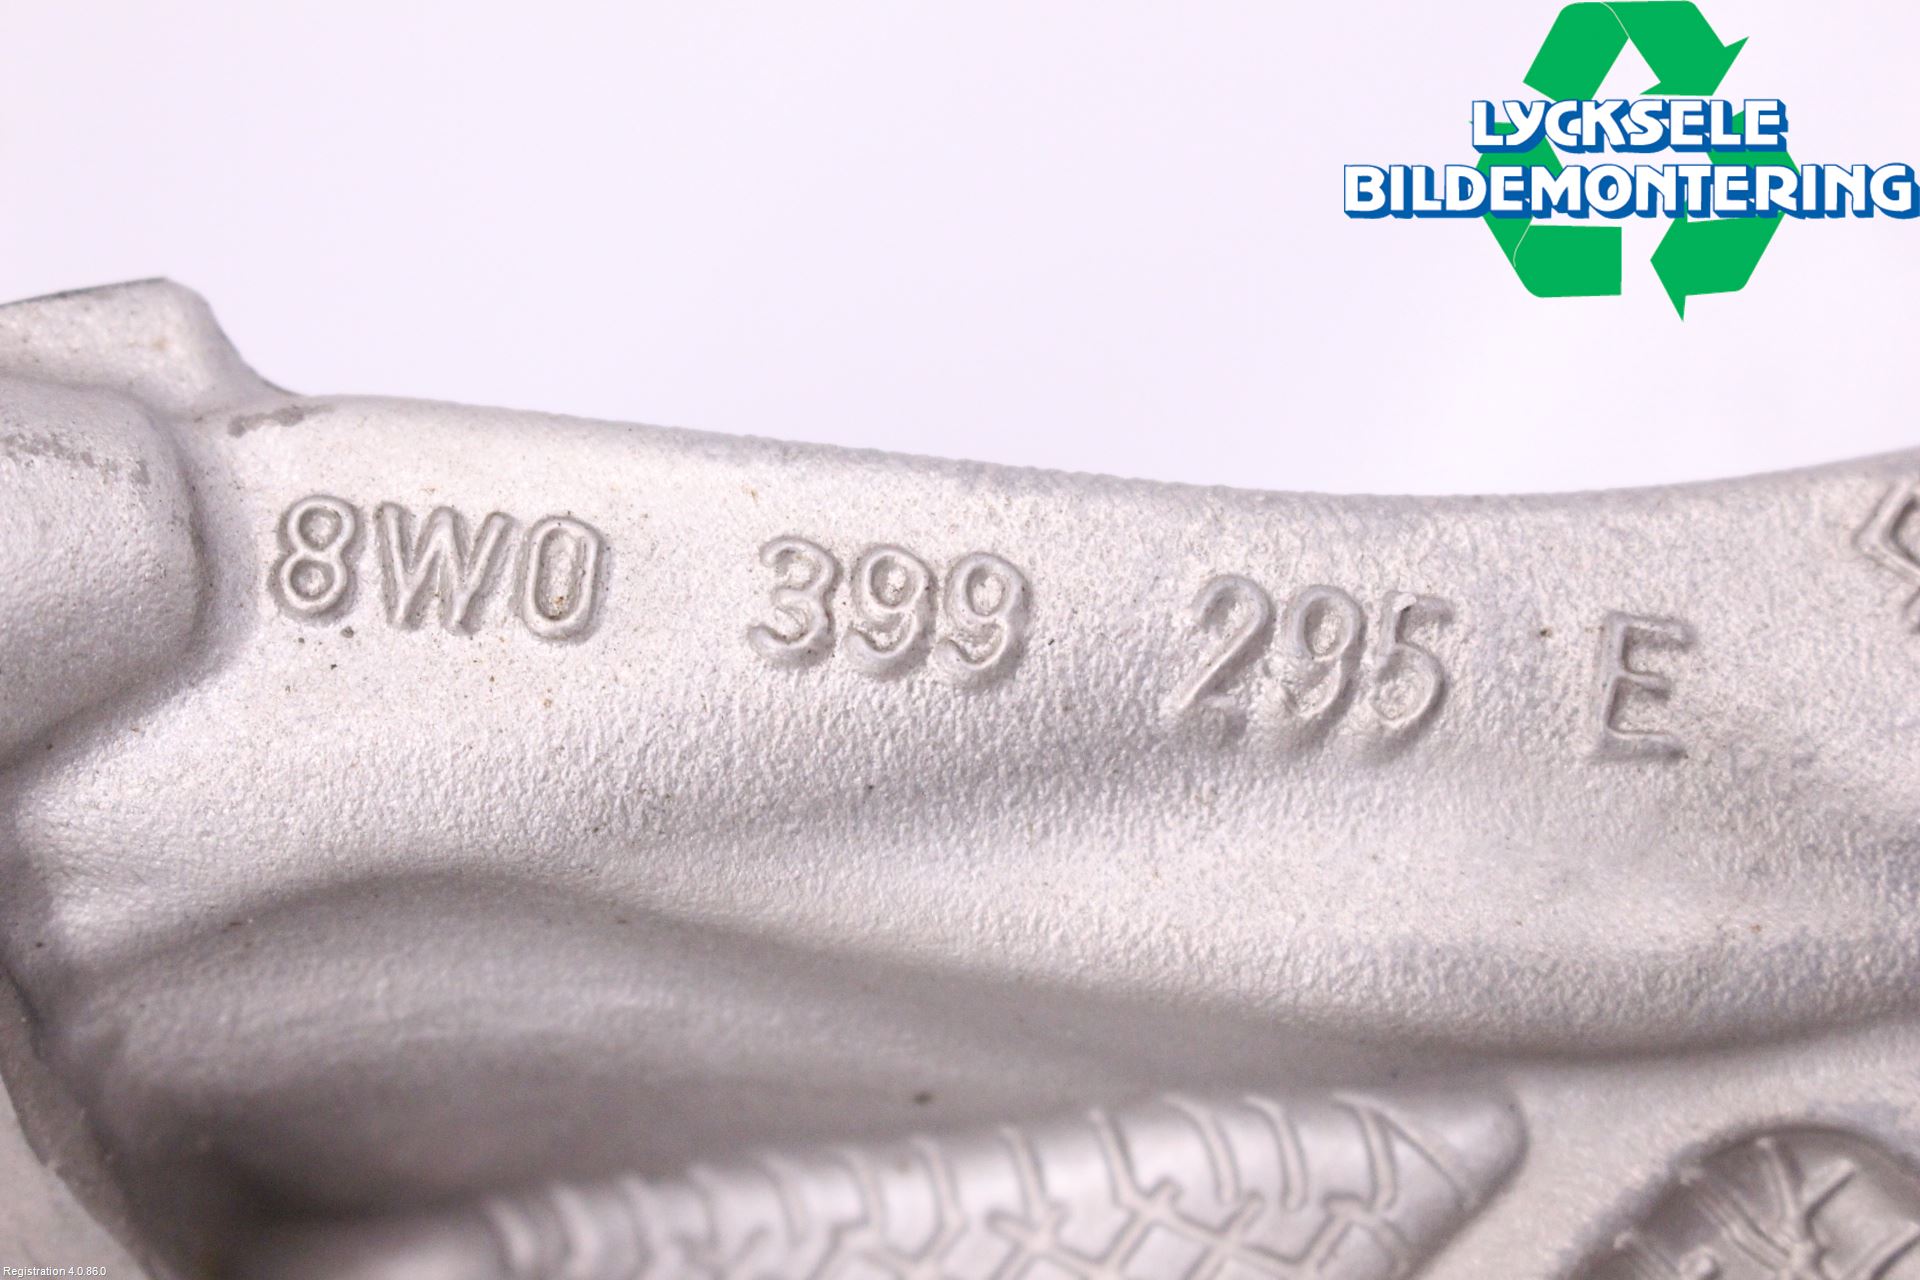 LYCKSELE
BILDEMONTERING
8W0 399 295 E
Registration 4.0.86.0